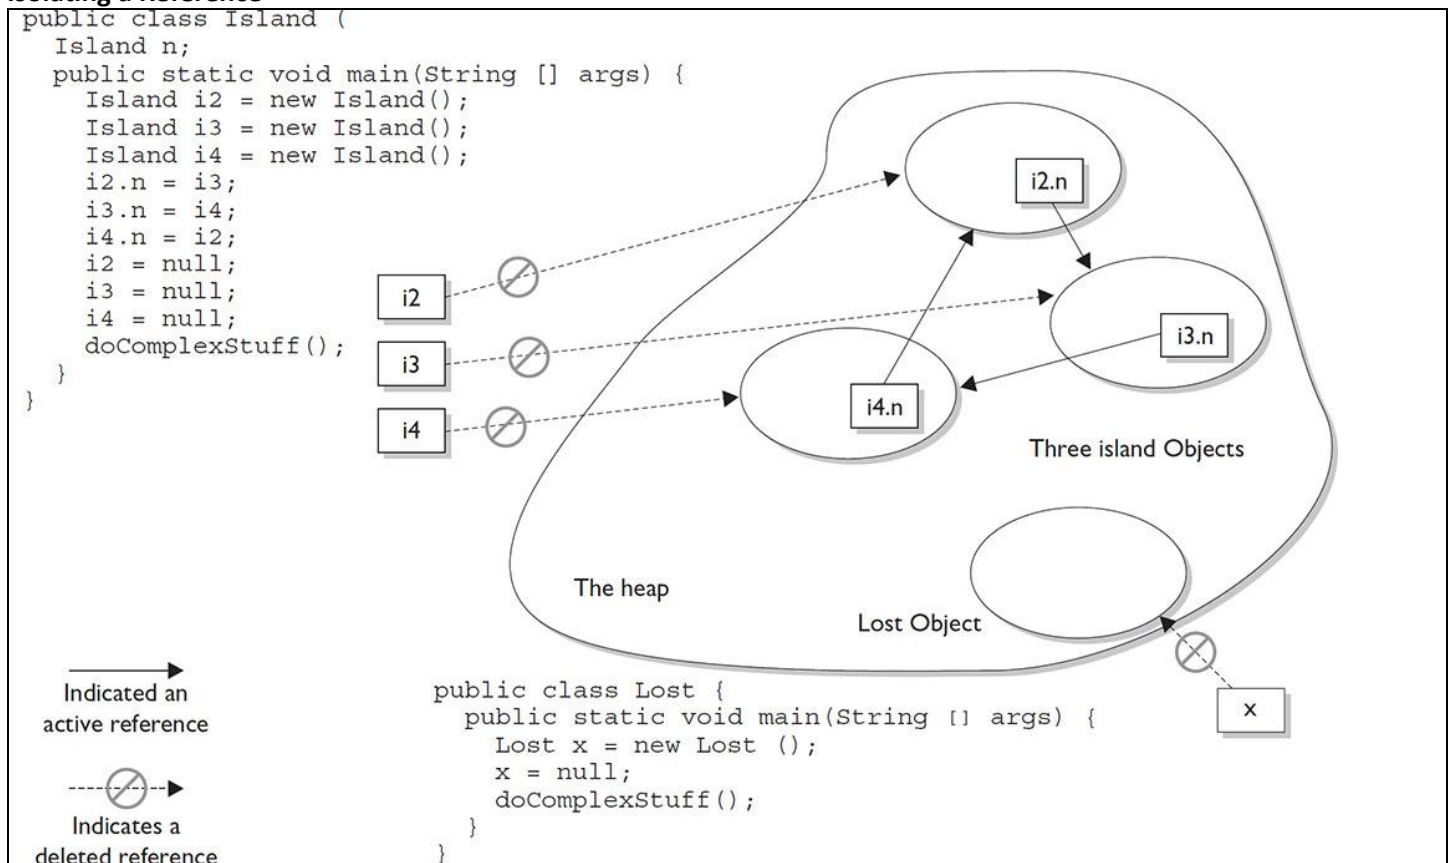 Isolating a Reference
public class Island (
Island n;
public static void main(String [] args) {
Island i2 = new Island();
Island i3 = new Island();
Island i4 = new Island();
i2.n = i3;
i3.n = i4;
i4.n = i2;
i2 = null;
i3 = null;
i4 = null;
doComplexStuff();
}
}
i2.n
i2
i3.n
i3
i4.n
i4
Three island Objects
The heap
Lost Object
x
Indicated an
active reference
Indicates a
deleted reference
public class Lost {
public static void main(String [] args) {
Lost x = new Lost ();
x = null;
doComplexStuff();
}
}